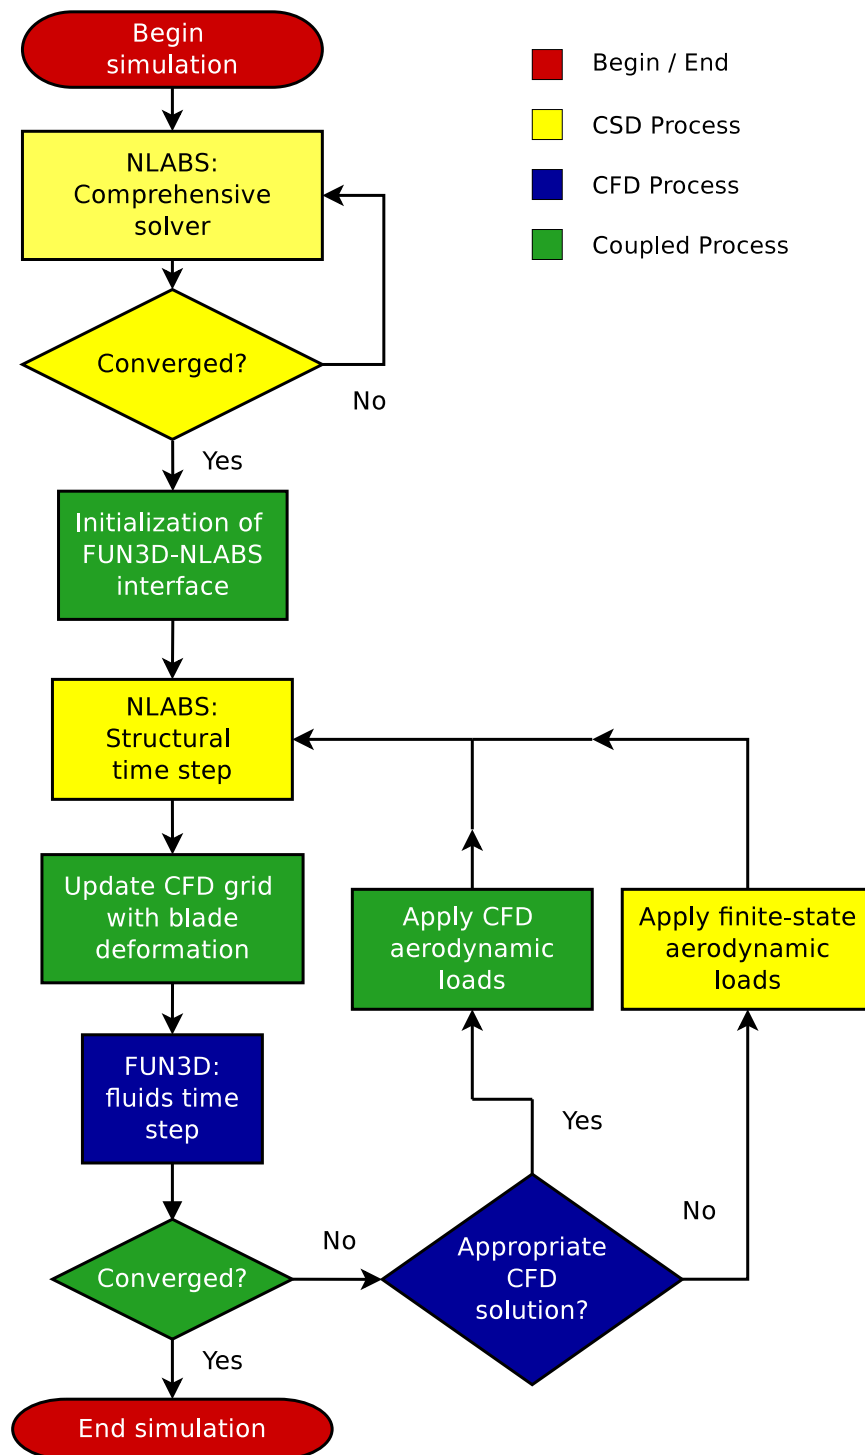 Begin
simulation
Begin / End
CSD Process
CFD Process
Coupled Process
NLABS:
Comprehensive
solver
Converged?
No
Yes
Initialization of
FUN3D-NLABS
interface
NLABS:
Structural
time step
Update CFD grid
with blade
deformation
Apply CFD
aerodynamic
loads
Apply finite-state
aerodynamic
loads
FUN3D:
fluids time
step
Yes
No
No
Converged?
Appropriate
CFD
solution?
Yes
End simulation